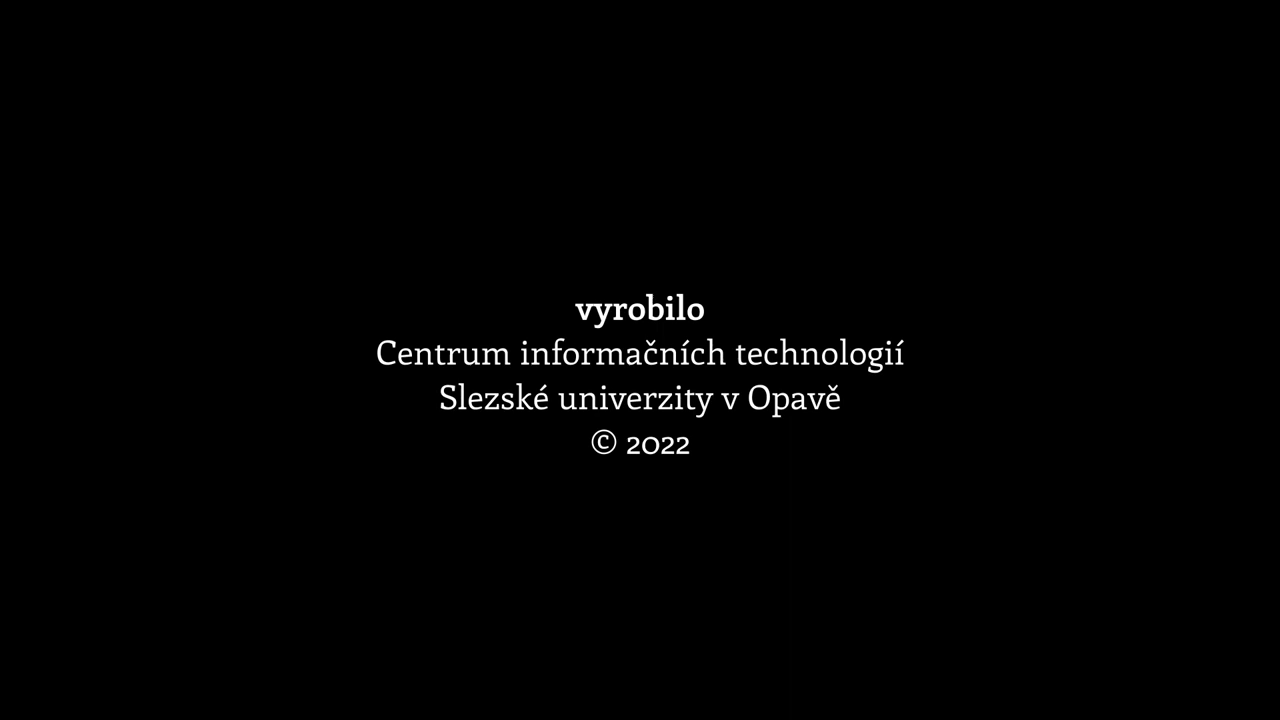 vyrobilo
Centrum informačních technologií
Slezské univerzity v Opavě
© 2022